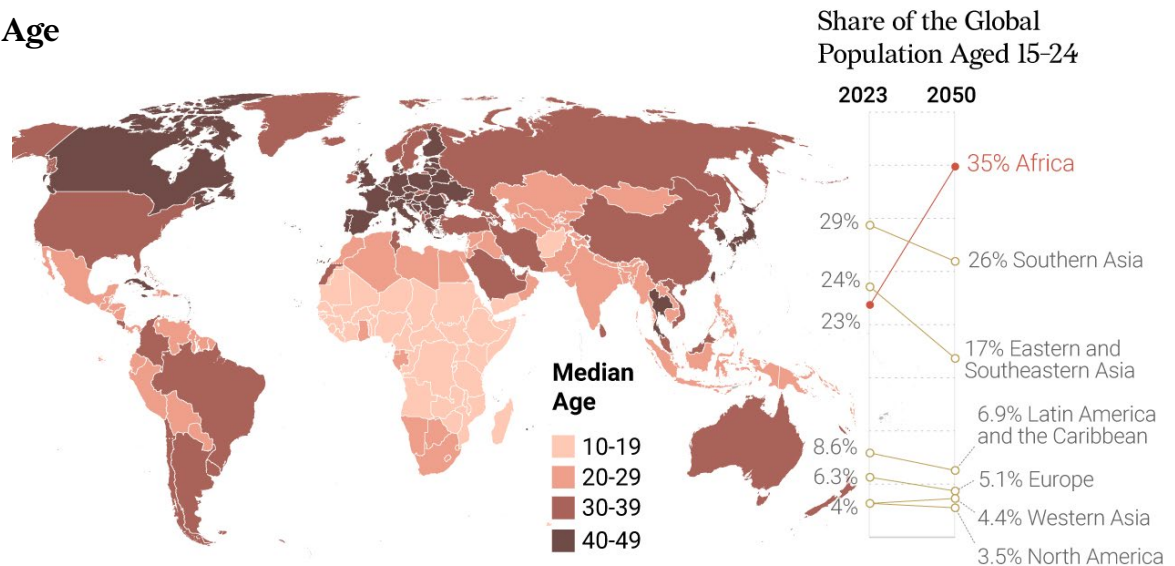 Age
Median
Age
10-19
20-29
30-39
40-49
Share of the Global
Population Aged 15-24
2023 2050
29%
24%
23%
8.6%
6.3%
4%
35% Africa
26% Southern Asia
17% Eastern and
Southeastern Asia
6.9% Latin America
and the Caribbean
5.1% Europe
4.4% Western Asia
3.5% North America